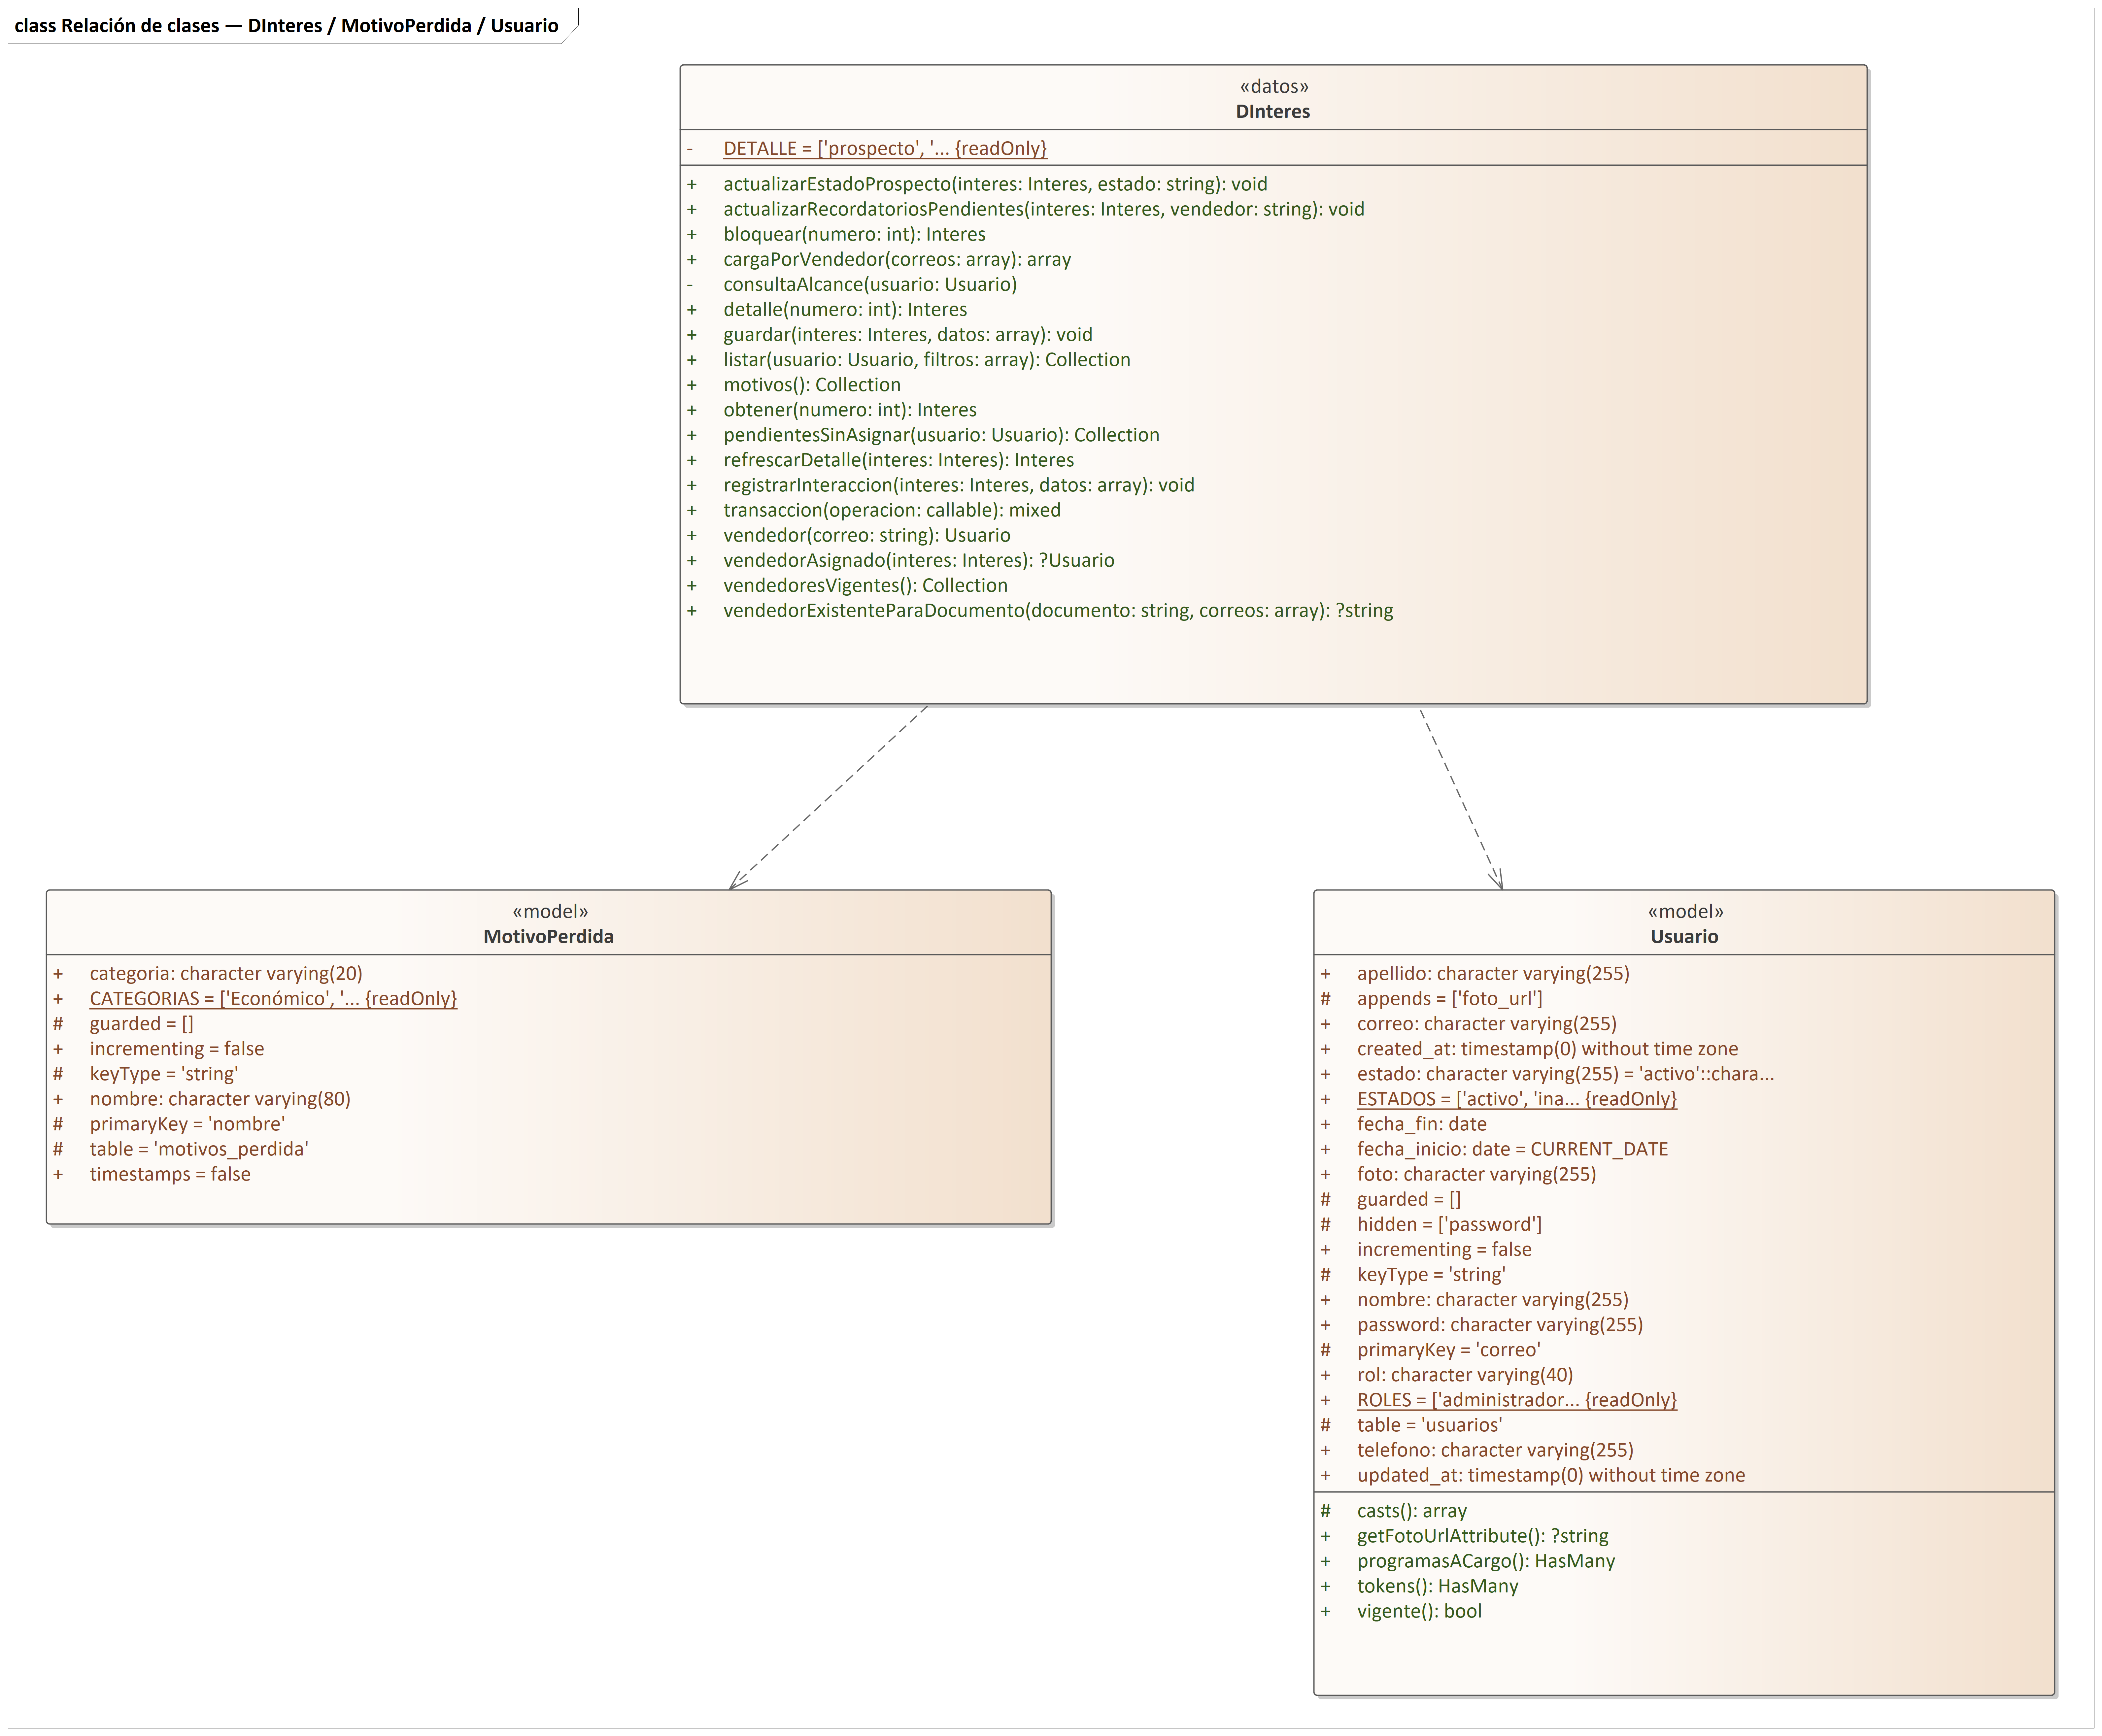 class Relación de clases — DInteres / MotivoPerdida / Usuario
«datos»
DInteres
- DETALLE = ['prospecto', '... {readOnly}
+ actualizarEstadoProspecto(interes: Interes, estado: string): void
+ actualizarRecordatoriosPendientes(interes: Interes, vendedor: string): void
+ bloquear(numero: int): Interes
+ cargaPorVendedor(correos: array): array
- consultaAlcance(usuario: Usuario)
+ detalle(numero: int): Interes
+ guardar(interes: Interes, datos: array): void
+ listar(usuario: Usuario, filtros: array): Collection
+ motivos(): Collection
+ obtener(numero: int): Interes
+ pendientesSinAsignar(usuario: Usuario): Collection
+ refrescarDetalle(interes: Interes): Interes
+ registrarInteraccion(interes: Interes, datos: array): void
+ transaccion(operacion: callable): mixed
+ vendedor(correo: string): Usuario
+ vendedorAsignado(interes: Interes): ?Usuario
+ vendedoresVigentes(): Collection
+ vendedorExistenteParaDocumento(documento: string, correos: array): ?string
«model»
MotivoPerdida
+ categoria: character varying(20)
+ CATEGORIAS = ['Económico', '... {readOnly}
# guarded = []
+ incrementing = false
# keyType = 'string'
+ nombre: character varying(80)
# primaryKey = 'nombre'
# table = 'motivos_perdida'
+ timestamps = false
«model»
Usuario
+ apellido: character varying(255)
# appends = ['foto_url']
+ correo: character varying(255)
+ created_at: timestamp(0) without time zone
+ estado: character varying(255) = 'activo'::chara...
+ ESTADOS = ['activo', 'ina... {readOnly}
+ fecha_fin: date
+ fecha_inicio: date = CURRENT_DATE
+ foto: character varying(255)
# guarded = []
# hidden = ['password']
+ incrementing = false
# keyType = 'string'
+ nombre: character varying(255)
+ password: character varying(255)
# primaryKey = 'correo'
+ rol: character varying(40)
+ ROLES = ['administrador... {readOnly}
# table = 'usuarios'
+ telefono: character varying(255)
+ updated_at: timestamp(0) without time zone
# casts(): array
+ getFotoUrlAttribute(): ?string
+ programasACargo(): HasMany
+ tokens(): HasMany
+ vigente(): bool